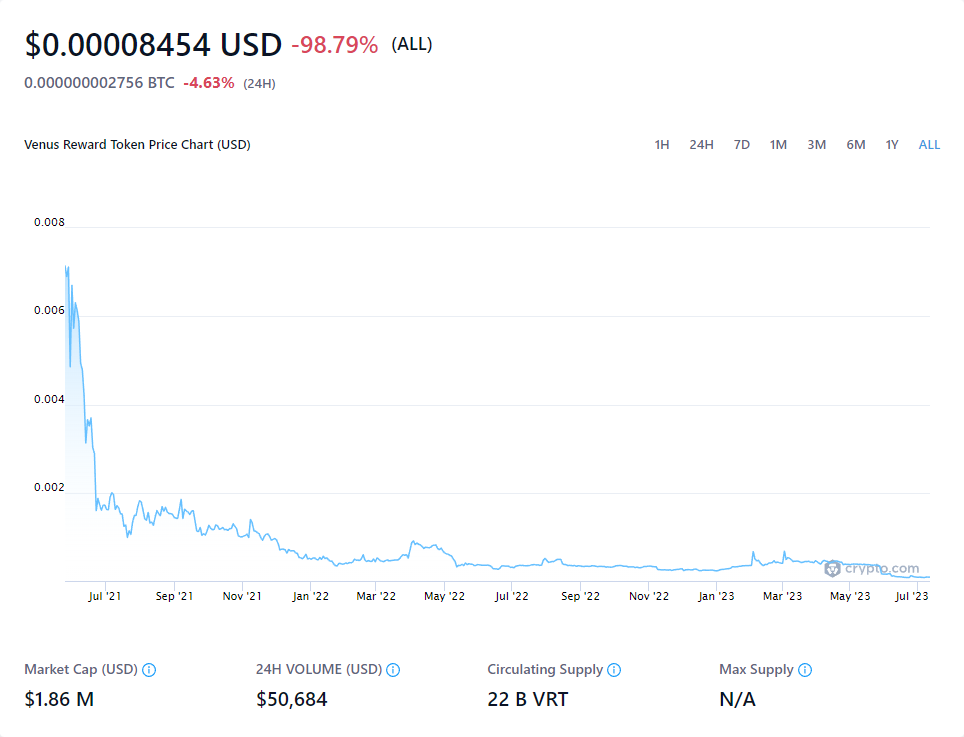 $0.00008454 USD -98.79% (ALL)
0.000000002756 BTC -4.63% (24H)
Venus Reward Token Price Chart (USD) 1H 24H 7D 1M 3M 6M 1Y ALL
0.008
0.006
0.004
0.002
crypto.com
Jul '21 Sep '21 Nov '21 Jan '22 Mar '22 May '22 Jul '22 Sep '22 Nov '22 Jan '23 Mar '23 May '23 Jul '23
Market Cap (USD) 24H VOLUME (USD) Circulating Supply Max Supply
$1.86 M $50,684 22 B VRT N/A